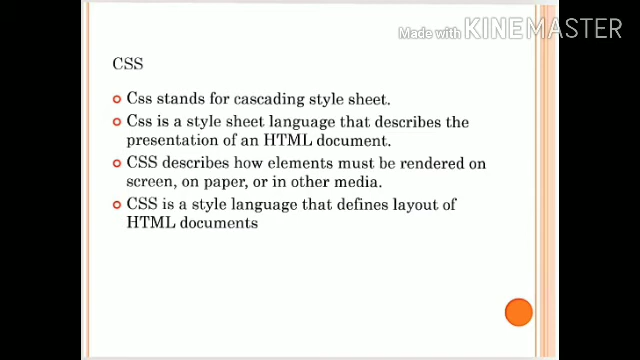 Made with KINEMASTER
CSS
Css stands for cascading style sheet.
Css is a style sheet language that describes the
presentation of an HTML document.
CSS describes how elements must be rendered on
screen, on paper, or in other media.
CSS is a style language that defines layout of
HTML documents